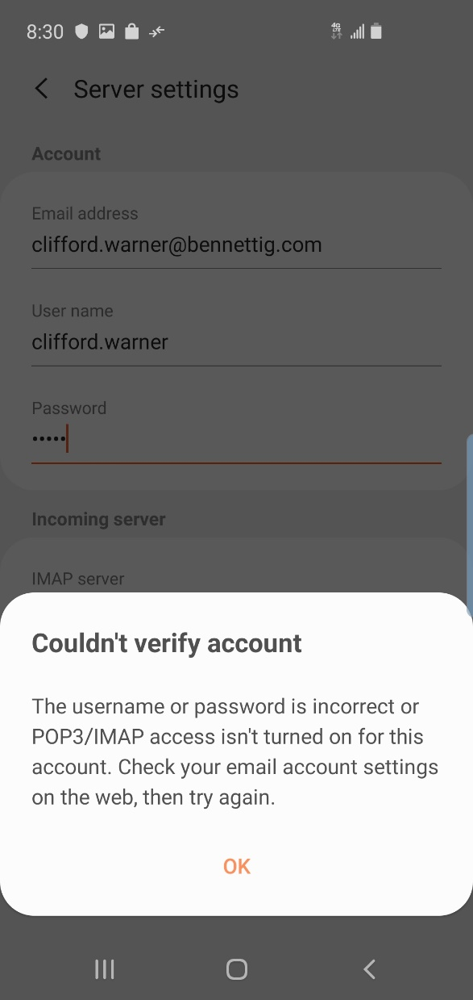 8:30
4G
LTE
Server settings
Account
Email address
clifford.warner@bennettig.com
User name
clifford.warner
Password
•••••
Incoming server
IMAP server
Couldn't verify account
The username or password is incorrect or
POP3/IMAP access isn't turned on for this
account. Check your email account settings
on the web, then try again.
OK